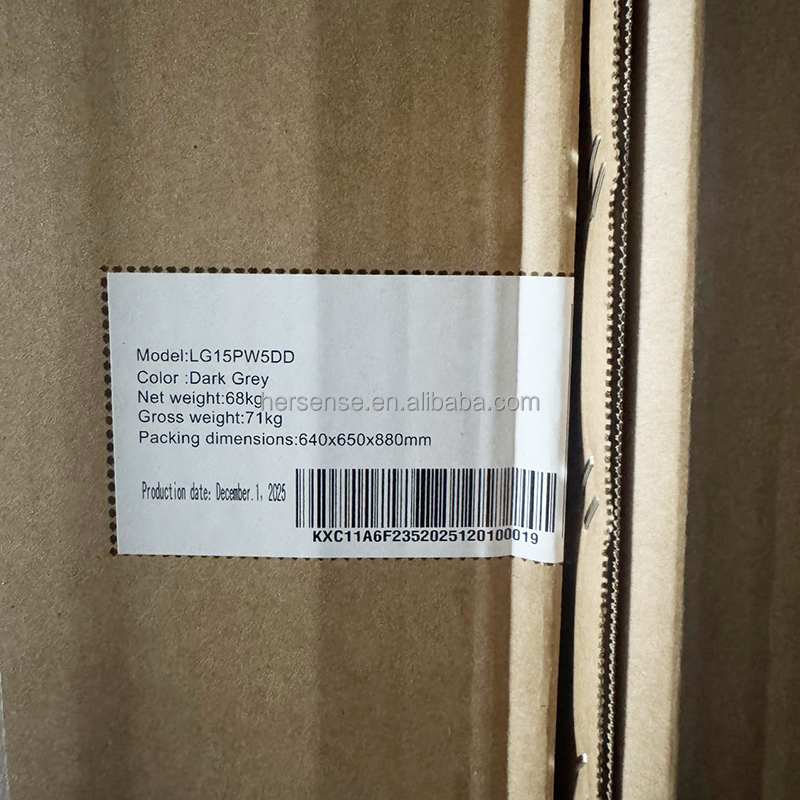 Model:LG15PW5DD
Color :Dark Grey
Net weight:68kg
hersense.en.alibaba.com
Gross weight:71kg
Packing dimensions:640x650x880mm
Production date: December.1, 2025
KXC11A6F2352025120100019